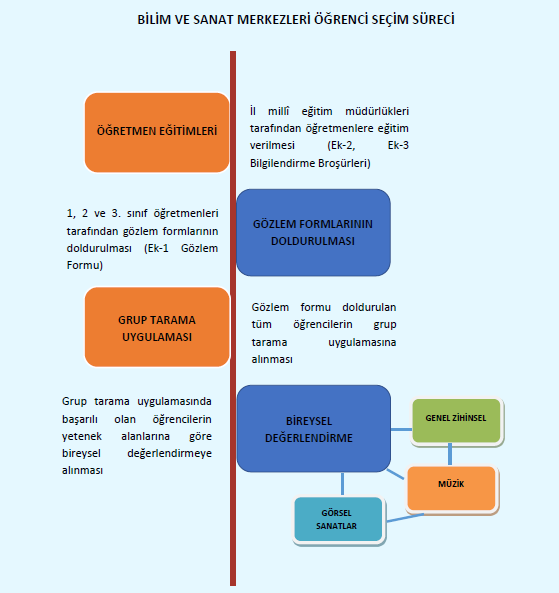 BİLİM VE SANAT MERKEZLERİ ÖĞRENCİ SEÇİM SÜRECİ
ÖĞRETMEN EĞİTİMLERİ
İl millî eğitim müdürlükleri
tarafından öğretmenlere eğitim
verilmesi (Ek-2, Ek-3
Bilgilendirme Broşürleri)
1, 2 ve 3. sınıf öğretmenleri
tarafından gözlem formlarının
doldurulması (Ek-1 Gözlem
Formu)
GÖZLEM FORMLARININ
DOLDURULMASI
GRUP TARAMA
UYGULAMASI
Gözlem formu doldurulan
tüm öğrencilerin grup
tarama uygulamasına
alınması
Grup tarama uygulamasında
başarılı olan öğrencilerin
yetenek alanlarına göre
bireysel değerlendirmeye
alınması
BİREYSEL
DEĞERLENDİRME
GENEL ZİHİNSEL
MÜZİK
GÖRSEL
SANATLAR